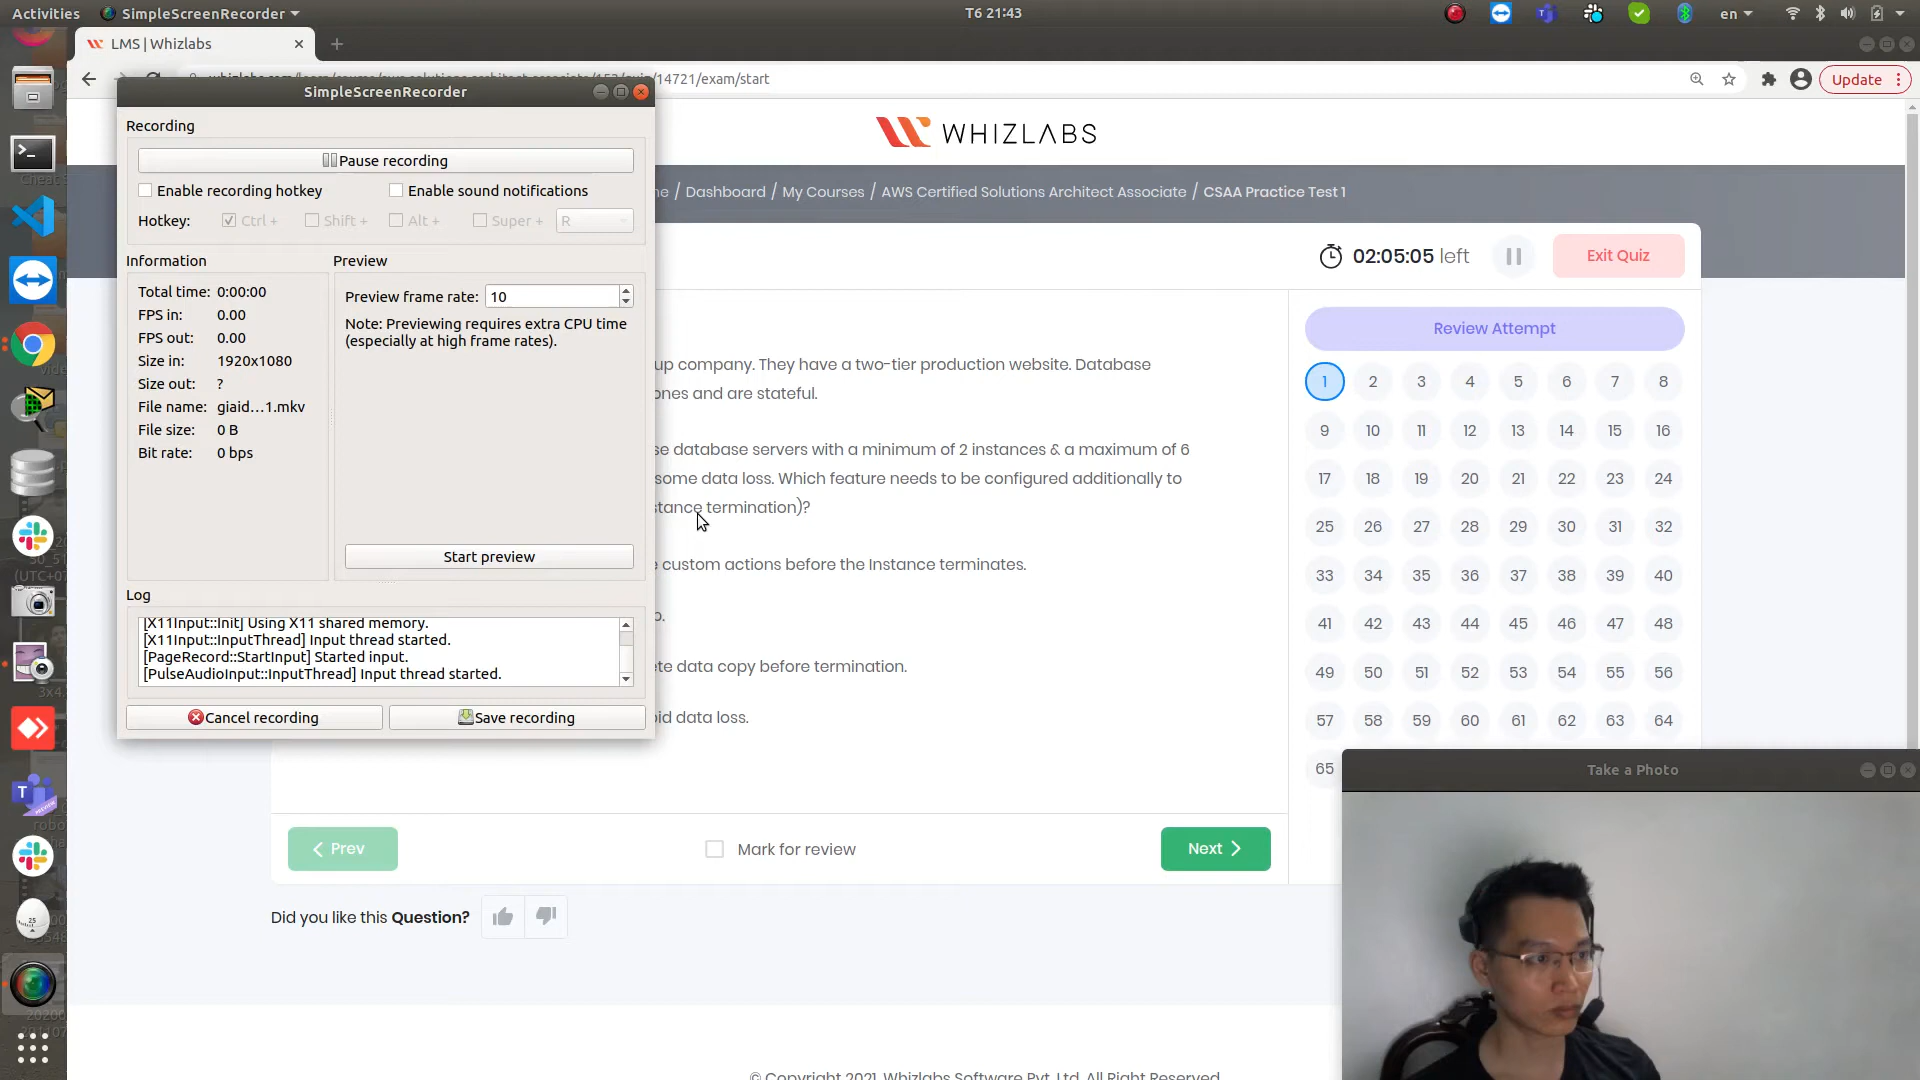 Activities
SimpleScreenRecorder
T6 21:43
en
LMS | Whizlabs
/14721/exam/start
Update
SimpleScreenRecorder
Recording
Pause recording
Enable recording hotkey
Enable sound notifications
Hotkey:
Ctrl +
Shift +
Alt +
Super +
R
Information
Total time: 0:00:00
FPS in: 0.00
FPS out: 0.00
Size in: 1920x1080
Size out: ?
File name: giaid...1.mkv
File size: 0 B
Bit rate: 0 bps
Preview
Preview frame rate: 10
Note: Previewing requires extra CPU time
(especially at high frame rates).
Start preview
Log
[X11Input::Init] Using X11 shared memory.
[X11Input::InputThread] Input thread started.
[PageRecord::StartInput] Started input.
[PulseAudioInput::InputThread] Input thread started.
Cancel recording
Save recording
WHIZLABS
/ Dashboard / My Courses / AWS Certified Solutions Architect Associate / CSAA Practice Test 1
02:05:05 left
Exit Quiz
up company. They have a two-tier production website. Database
ones and are stateful.
se database servers with a minimum of 2 instances & a maximum of 6
some data loss. Which feature needs to be configured additionally to
stance termination)?
custom actions before the Instance terminates.
ete data copy before termination.
oid data loss.
Review Attempt
1 2 3 4 5 6 7 8
9 10 11 12 13 14 15 16
17 18 19 20 21 22 23 24
25 26 27 28 29 30 31 32
33 34 35 36 37 38 39 40
41 42 43 44 45 46 47 48
49 50 51 52 53 54 55 56
57 58 59 60 61 62 63 64
65
Prev
Mark for review
Next
Did you like this Question?
Take a Photo
© Copyright 2021. Whizlabs Software Pvt. Ltd. All Right Reserved